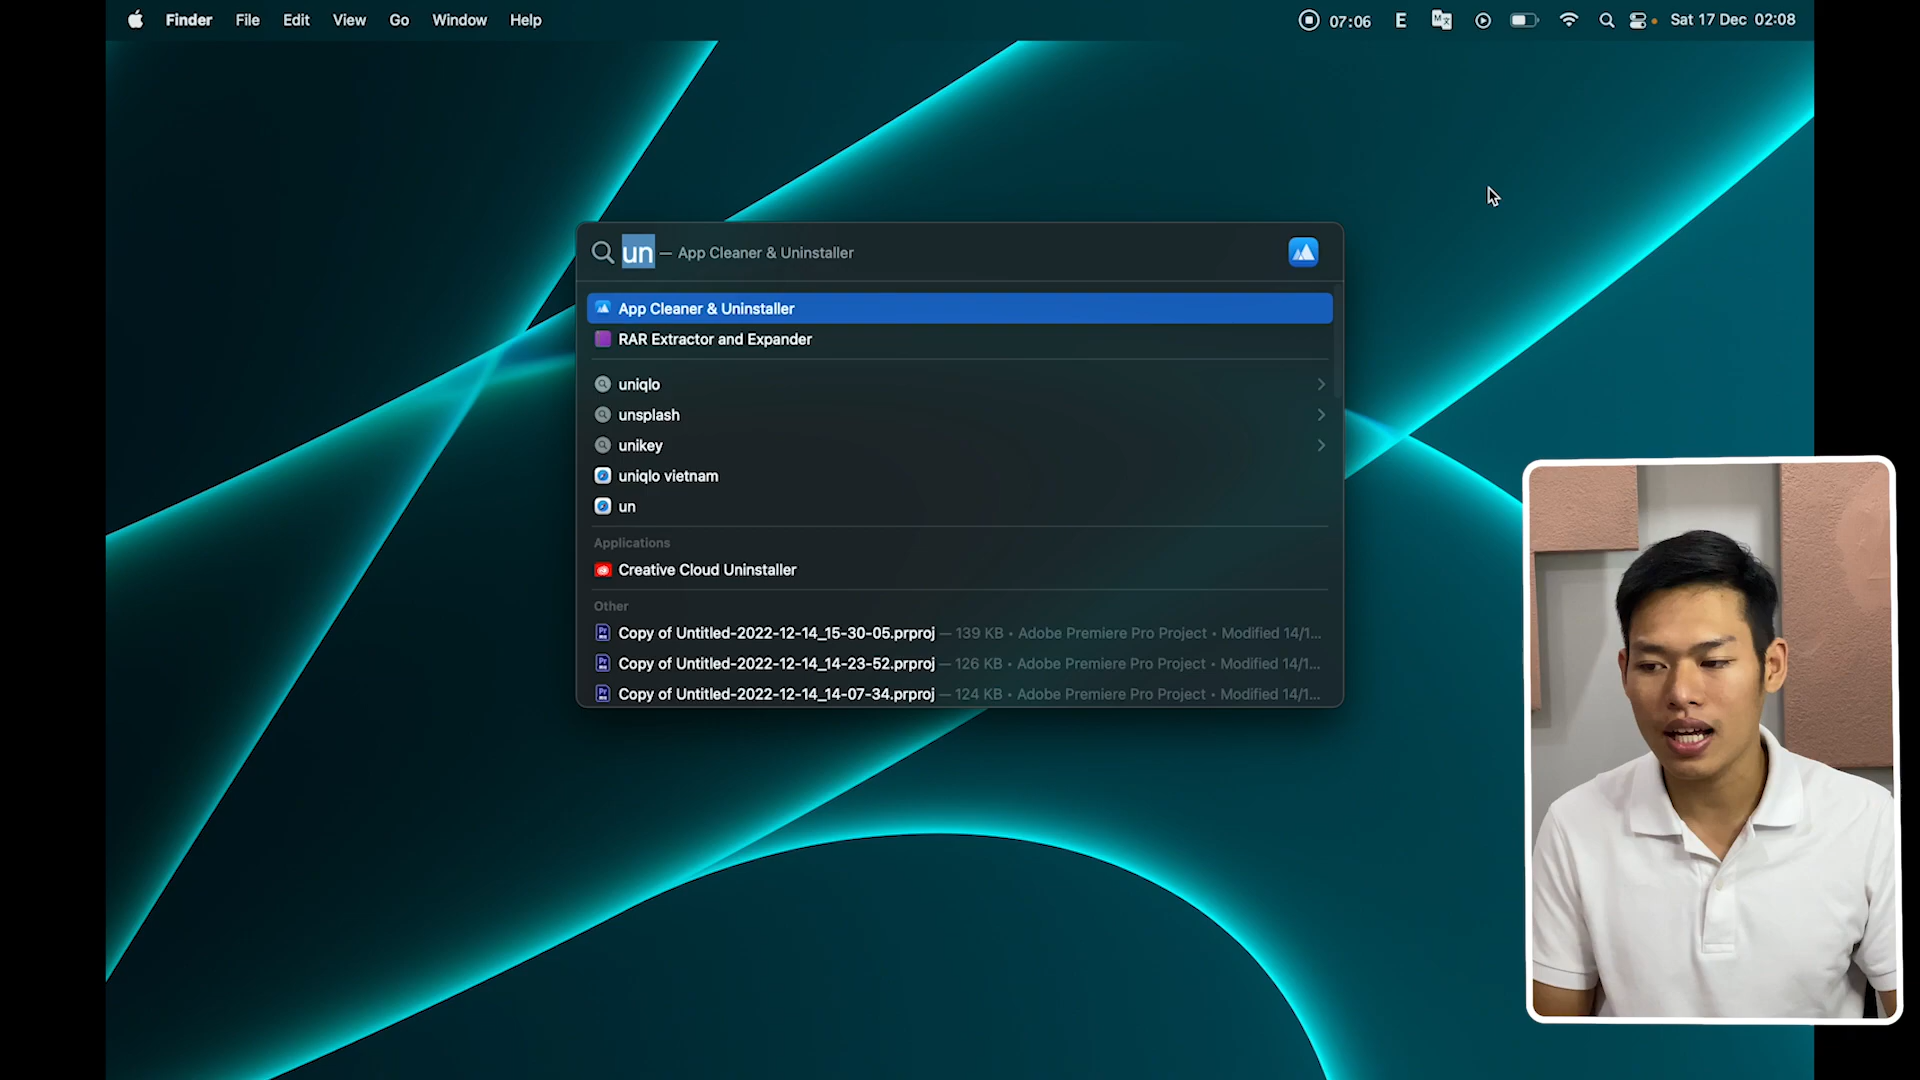 Finder File Edit View Go Window Help
07:06 E Sat 17 Dec 02:08
un — App Cleaner & Uninstaller
App Cleaner & Uninstaller
RAR Extractor and Expander
uniqlo
unsplash
unikey
uniqlo vietnam
un
Applications
Creative Cloud Uninstaller
Other
Copy of Untitled-2022-12-14_15-30-05.prproj — 139 KB • Adobe Premiere Pro Project • Modified 14/1...
Copy of Untitled-2022-12-14_14-23-52.prproj — 126 KB • Adobe Premiere Pro Project • Modified 14/1...
Copy of Untitled-2022-12-14_14-07-34.prproj — 124 KB • Adobe Premiere Pro Project • Modified 14/1...